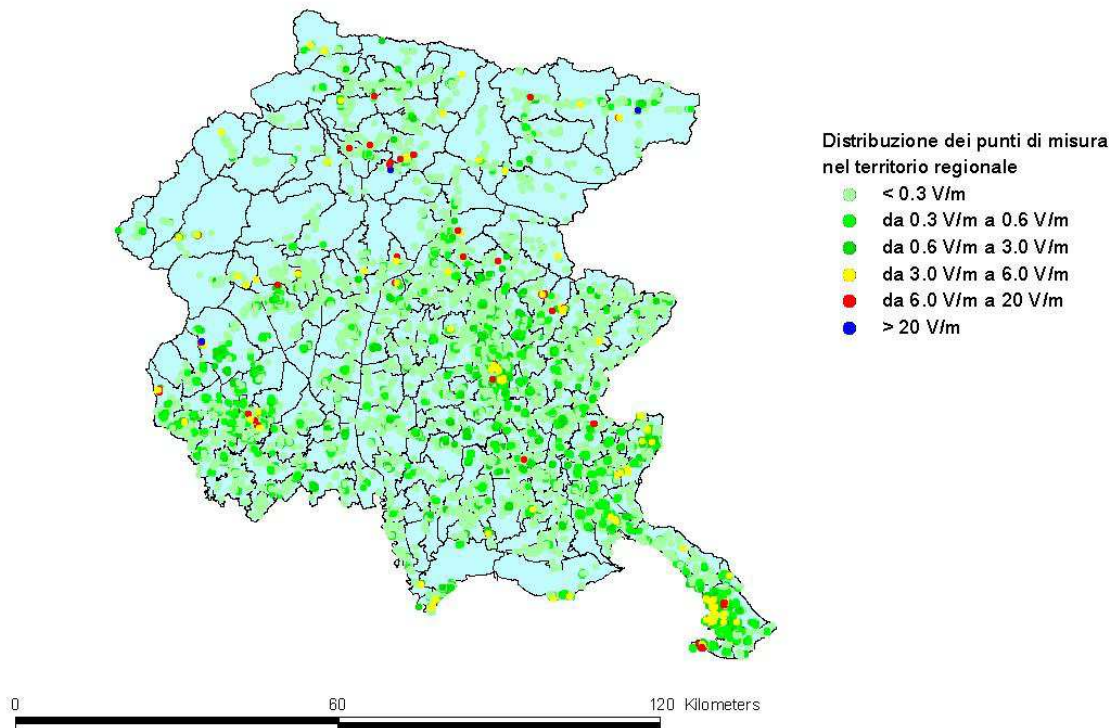 Distribuzione dei punti di misura
nel territorio regionale
< 0.3 V/m
da 0.3 V/m a 0.6 V/m
da 0.6 V/m a 3.0 V/m
da 3.0 V/m a 6.0 V/m
da 6.0 V/m a 20 V/m
> 20 V/m
0 60 120 Kilometers